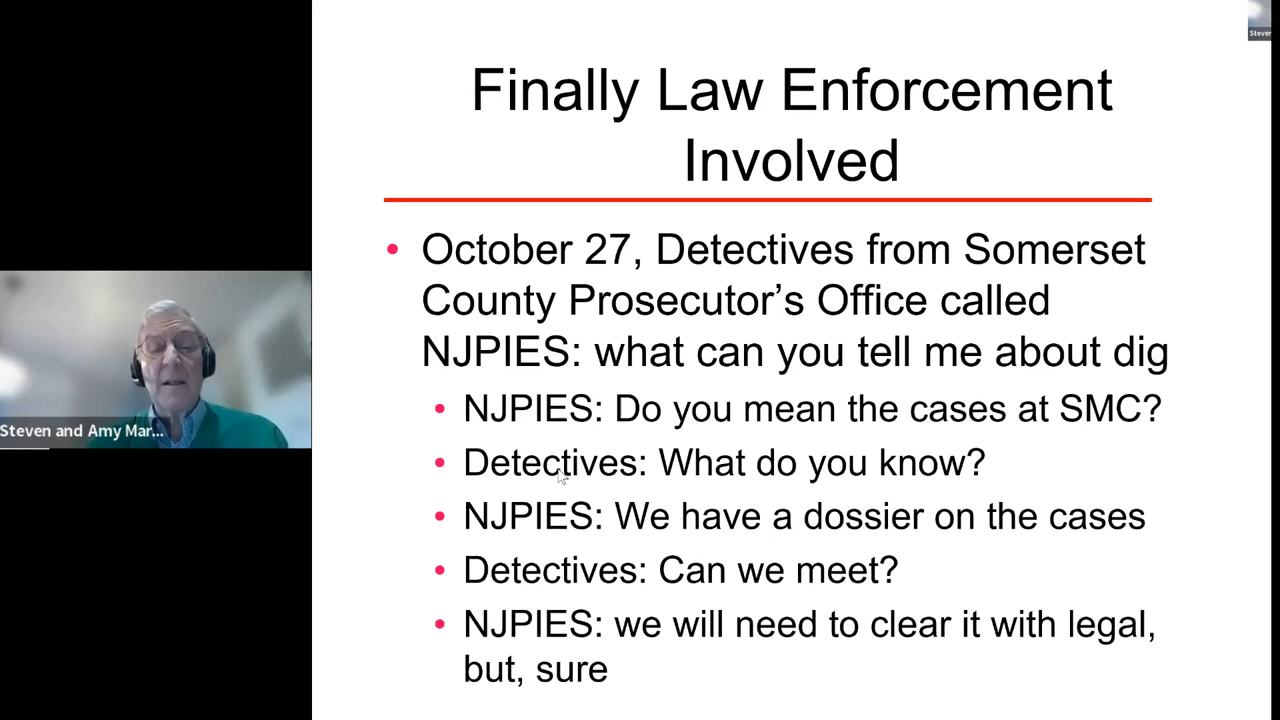 Finally Law Enforcement
Involved
• October 27, Detectives from Somerset
County Prosecutor’s Office called
NJPIES: what can you tell me about dig
• NJPIES: Do you mean the cases at SMC?
• Detectives: What do you know?
• NJPIES: We have a dossier on the cases
• Detectives: Can we meet?
• NJPIES: we will need to clear it with legal,
but, sure
Steven and Amy Mar...
Steven